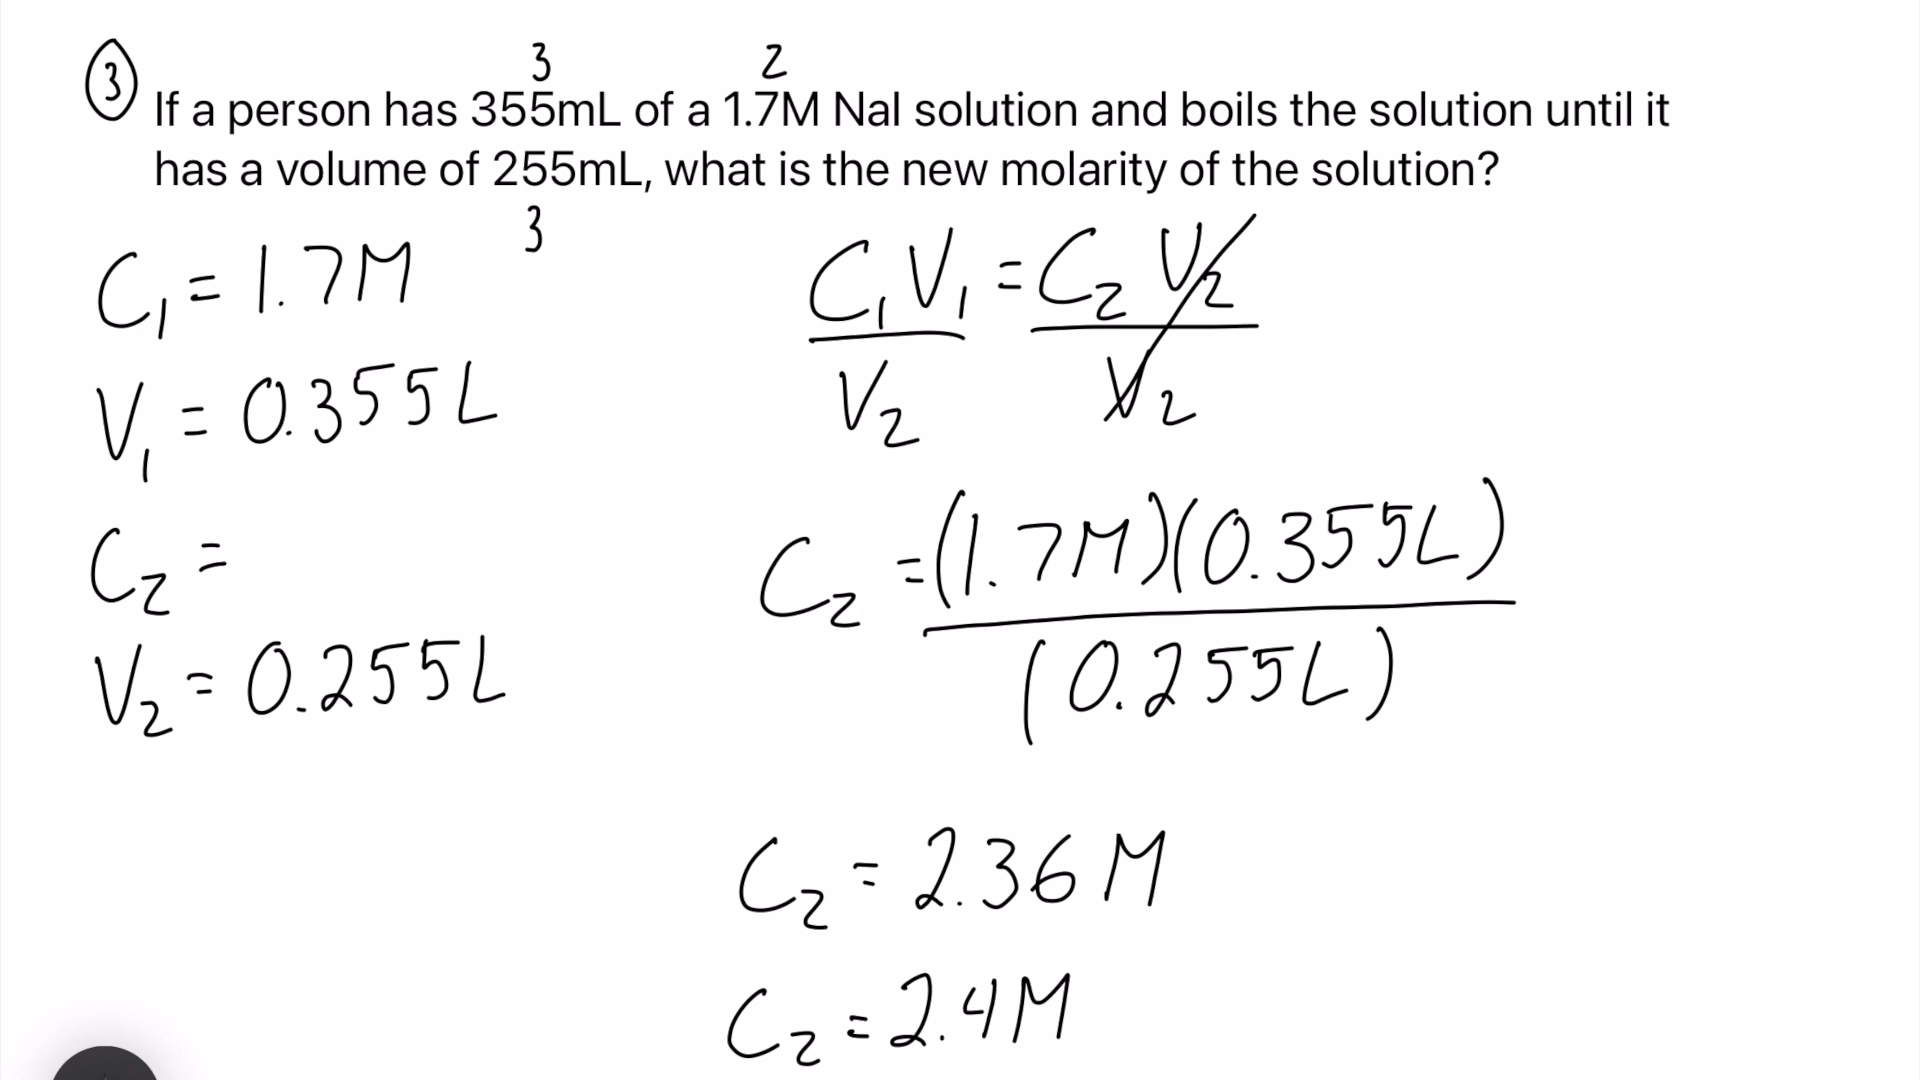 3 2
③ If a person has 355mL of a 1.7M NaI solution and boils the solution until it
has a volume of 255mL, what is the new molarity of the solution?
3
C₁ = 1.7M
V₁ = 0.355L
C₂ =
V₂ = 0.255L
C₁V₁ = C₂V₂
V₂ V₂
C₂ = (1.7M)(0.355L)
(0.255L)
C₂ = 2.36M
C₂ = 2.4M